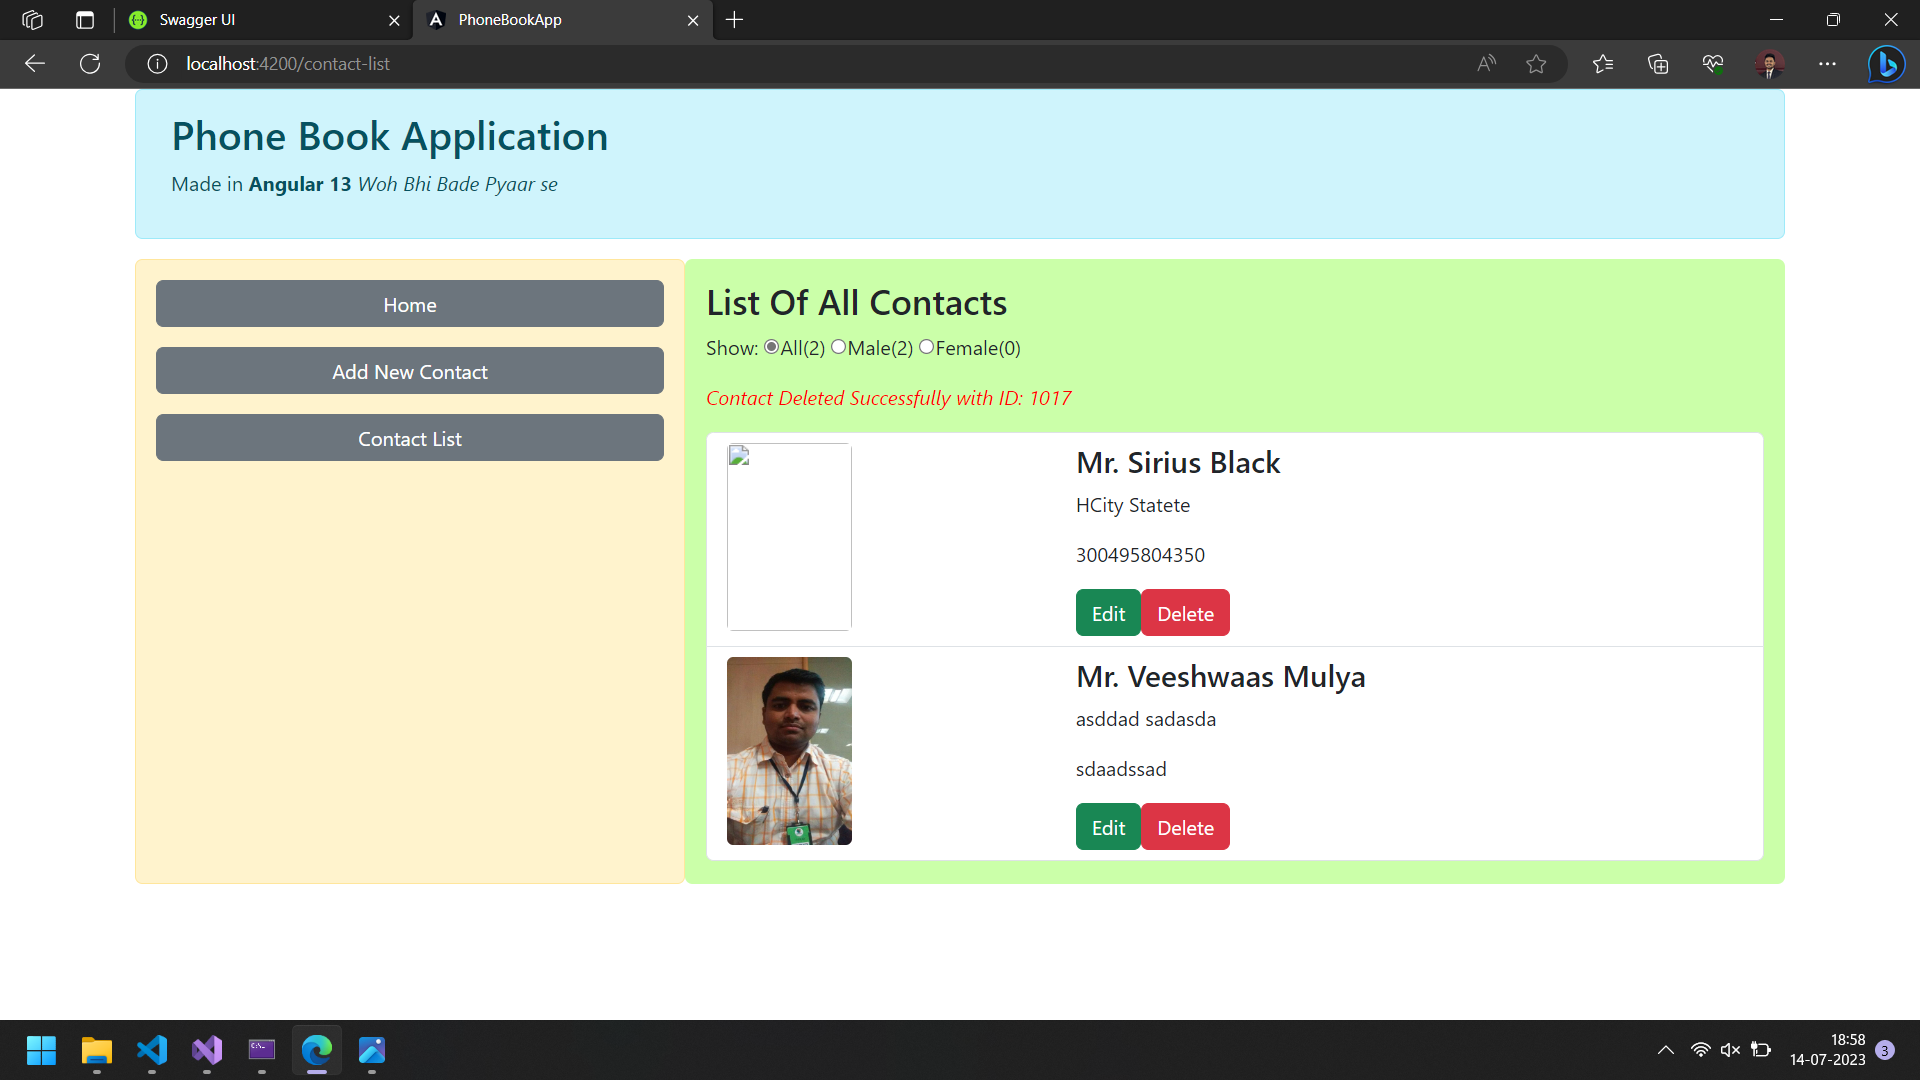 Swagger UI
PhoneBookApp
localhost:4200/contact-list
Phone Book Application
Made in Angular 13 Woh Bhi Bade Pyaar se
Home
Add New Contact
Contact List
List Of All Contacts
Show: All(2) Male(2) Female(0)
Contact Deleted Successfully with ID: 1017
Mr. Sirius Black
HCity Statete
300495804350
Edit Delete
Mr. Veeshwaas Mulya
asddad sadasda
sdaadssad
Edit Delete
18:58
14-07-2023
3